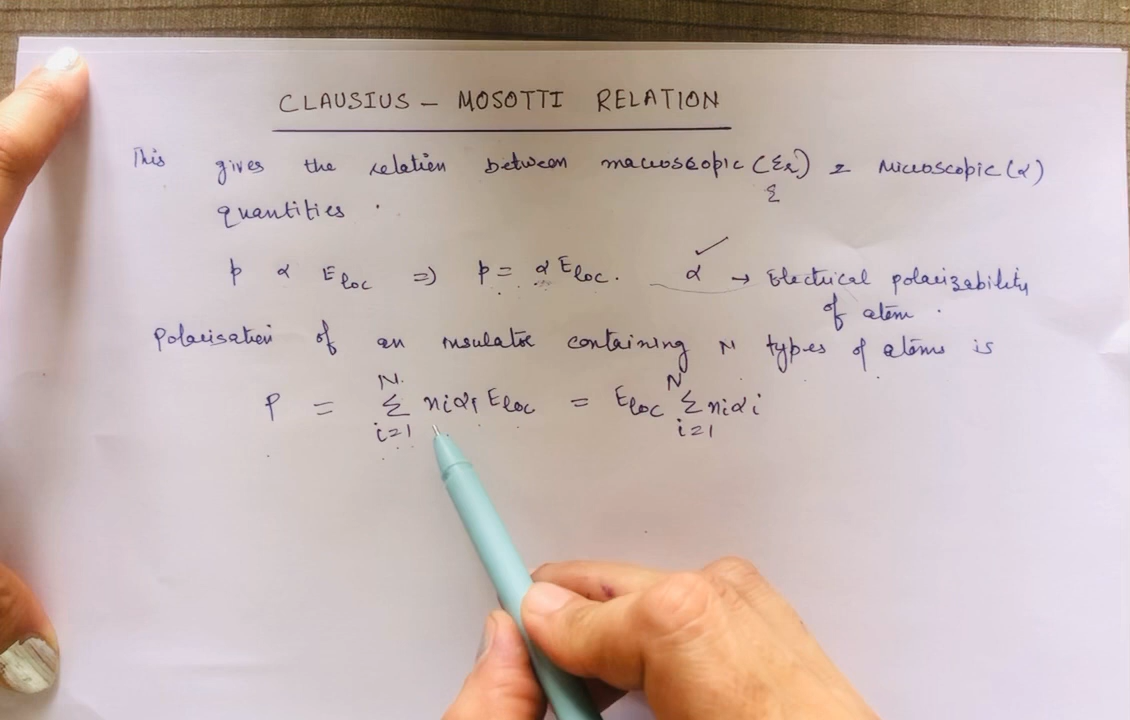 CLAUSIUS - MOSOTTI RELATION
This gives the relation between macroscopic (εr) & Microscopic (α)
ε
quantities .
p α Eloc => p = α Eloc. α ✓ → Electrical polarizability
of atom .
Polarisation of an insulator containing N types of atoms is
P = N Σ i=1 niαi Eloc = Eloc N Σ i=1 niαi